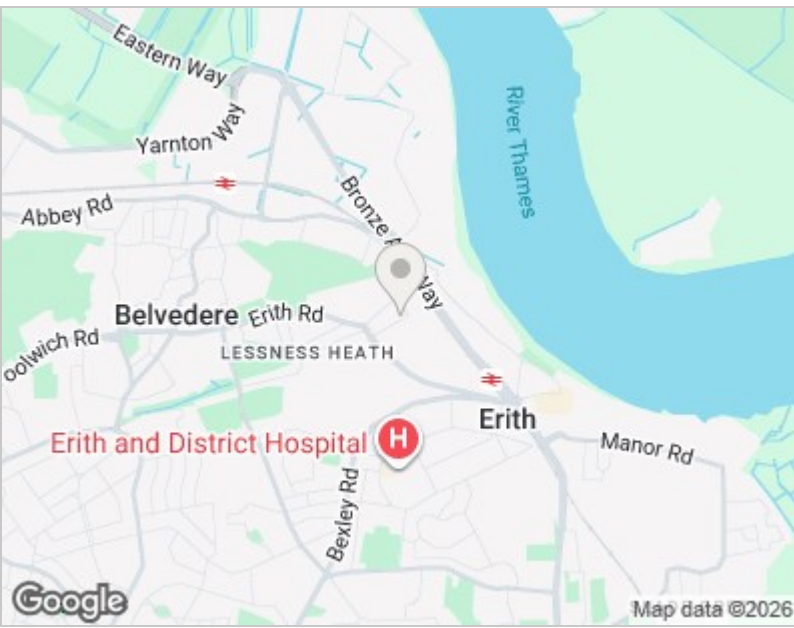 Eastern Way
Yarnton Way
River Thames
Abbey Rd
Bronze
Way
Belvedere
Erith Rd
oolwich Rd
LESSNESS HEATH
Erith
Erith and District Hospital
H
Manor Rd
Bexley Rd
Google
Map data ©2026